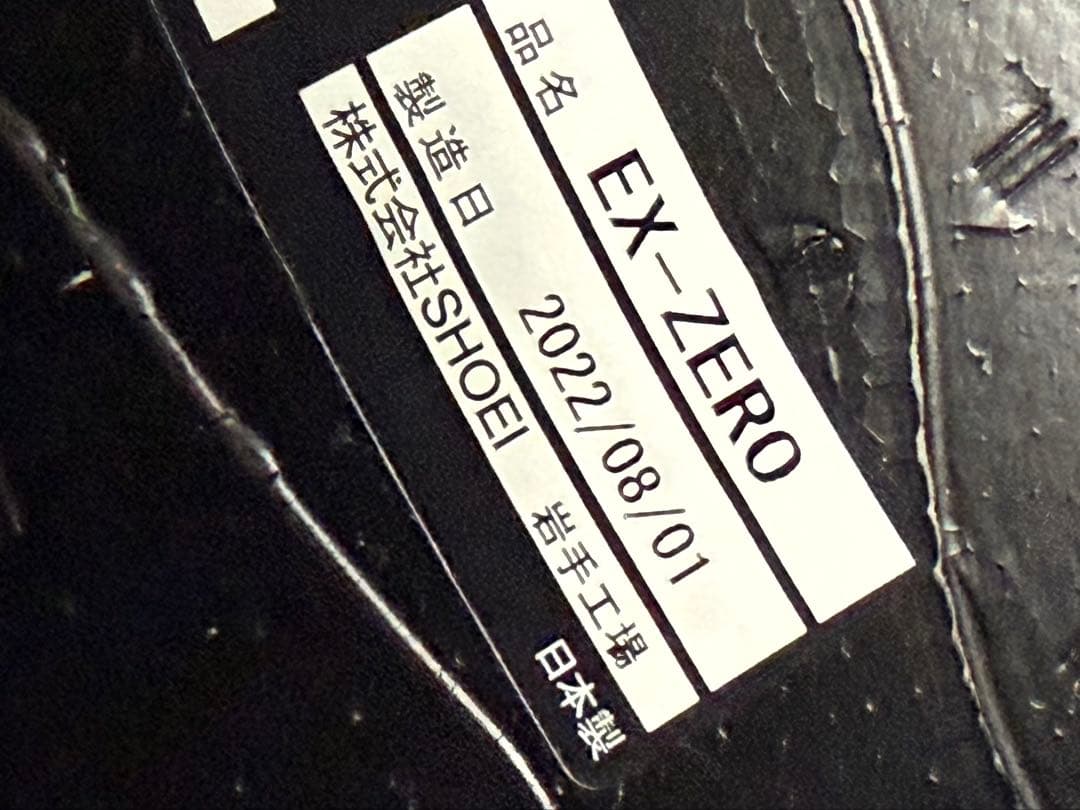 品名 EX-ZERO
製造日 2022/08/01
株式会社SHOEI 岩手工場
日本製